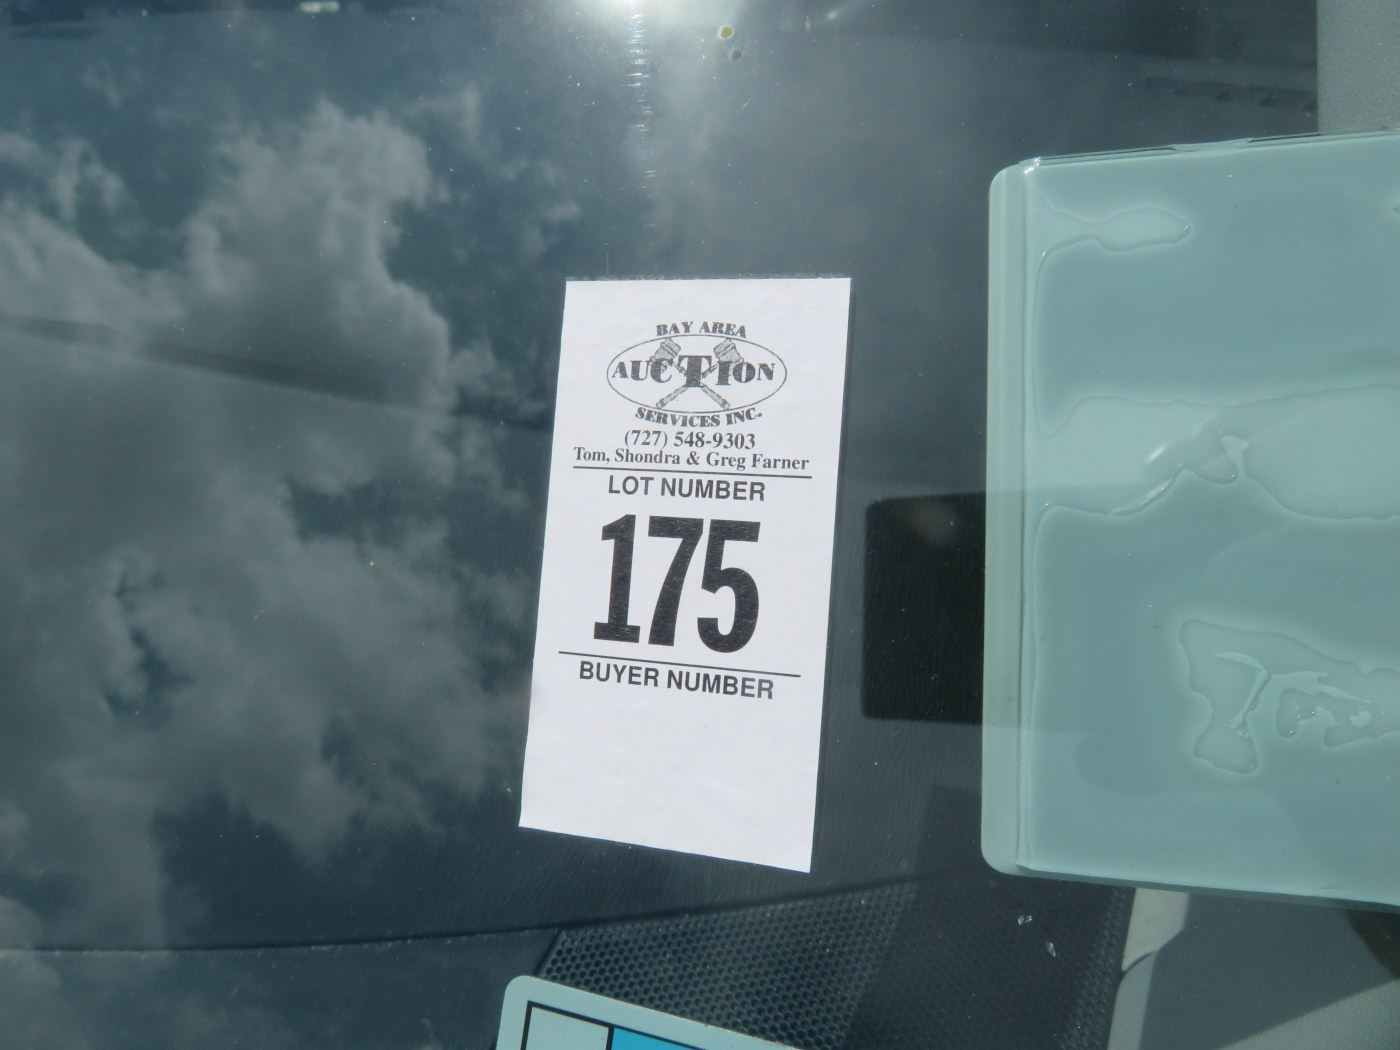 BAY AREA
AUCTION
SERVICES INC.
(727) 548-9303
Tom, Shondra & Greg Farner
LOT NUMBER
175
BUYER NUMBER